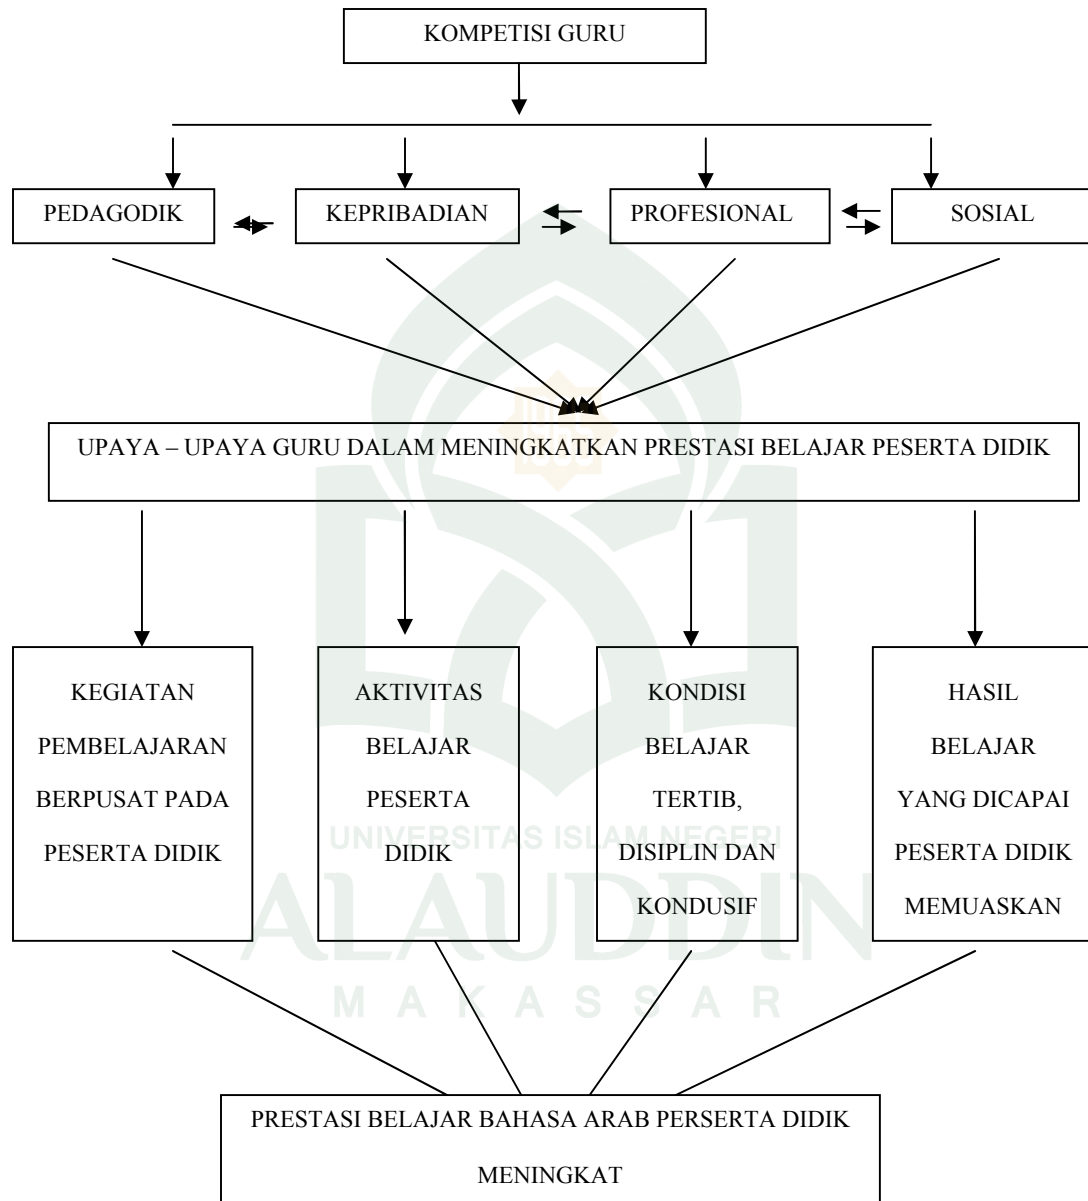 KOMPETISI GURU
PEDAGODIK
KEPRIBADIAN
PROFESIONAL
SOSIAL
UPAYA – UPAYA GURU DALAM MENINGKATKAN PRESTASI BELAJAR PESERTA DIDIK
KEGIATAN
PEMBELAJARAN
BERPUSAT PADA
PESERTA DIDIK
AKTIVITAS
BELAJAR
PESERTA
DIDIK
KONDISI
BELAJAR
TERTIB,
DISIPLIN DAN
KONDUSIF
HASIL
BELAJAR
YANG DICAPAI
PESERTA DIDIK
MEMUASKAN
UNIVERSITAS ISLAM NEGERI
ALAUDDIN
MAKASSAR
PRESTASI BELAJAR BAHASA ARAB PERSERTA DIDIK
MENINGKAT